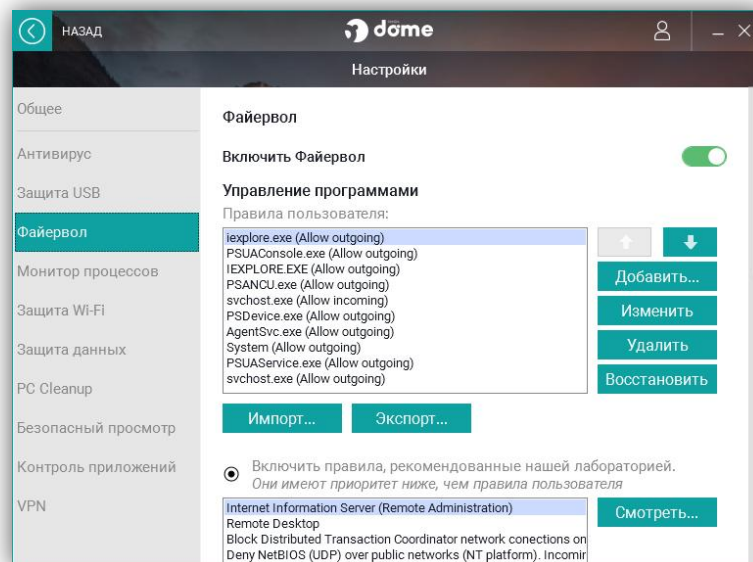 НАЗАД
dome
Настройки
Общее
Антивирус
Защита USB
Файервол
Монитор процессов
Защита Wi-Fi
Защита данных
PC Cleanup
Безопасный просмотр
Контроль приложений
VPN
Файервол
Включить Файервол
Управление программами
Правила пользователя:
iexplore.exe (Allow outgoing)
PSUAConsole.exe (Allow outgoing)
IEXPLORE.EXE (Allow outgoing)
PSANCU.exe (Allow outgoing)
svchost.exe (Allow incoming)
PSDevice.exe (Allow outgoing)
AgentSvc.exe (Allow outgoing)
System (Allow outgoing)
PSUAService.exe (Allow outgoing)
svchost.exe (Allow outgoing)
Добавить...
Изменить
Удалить
Восстановить
Импорт...
Экспорт...
Включить правила, рекомендованные нашей лабораторией.
Они имеют приоритет ниже, чем правила пользователя
Internet Information Server (Remote Administration)
Remote Desktop
Block Distributed Transaction Coordinator network conections on
Deny NetBIOS (UDP) over public networks (NT platform). Incomir
Смотреть...